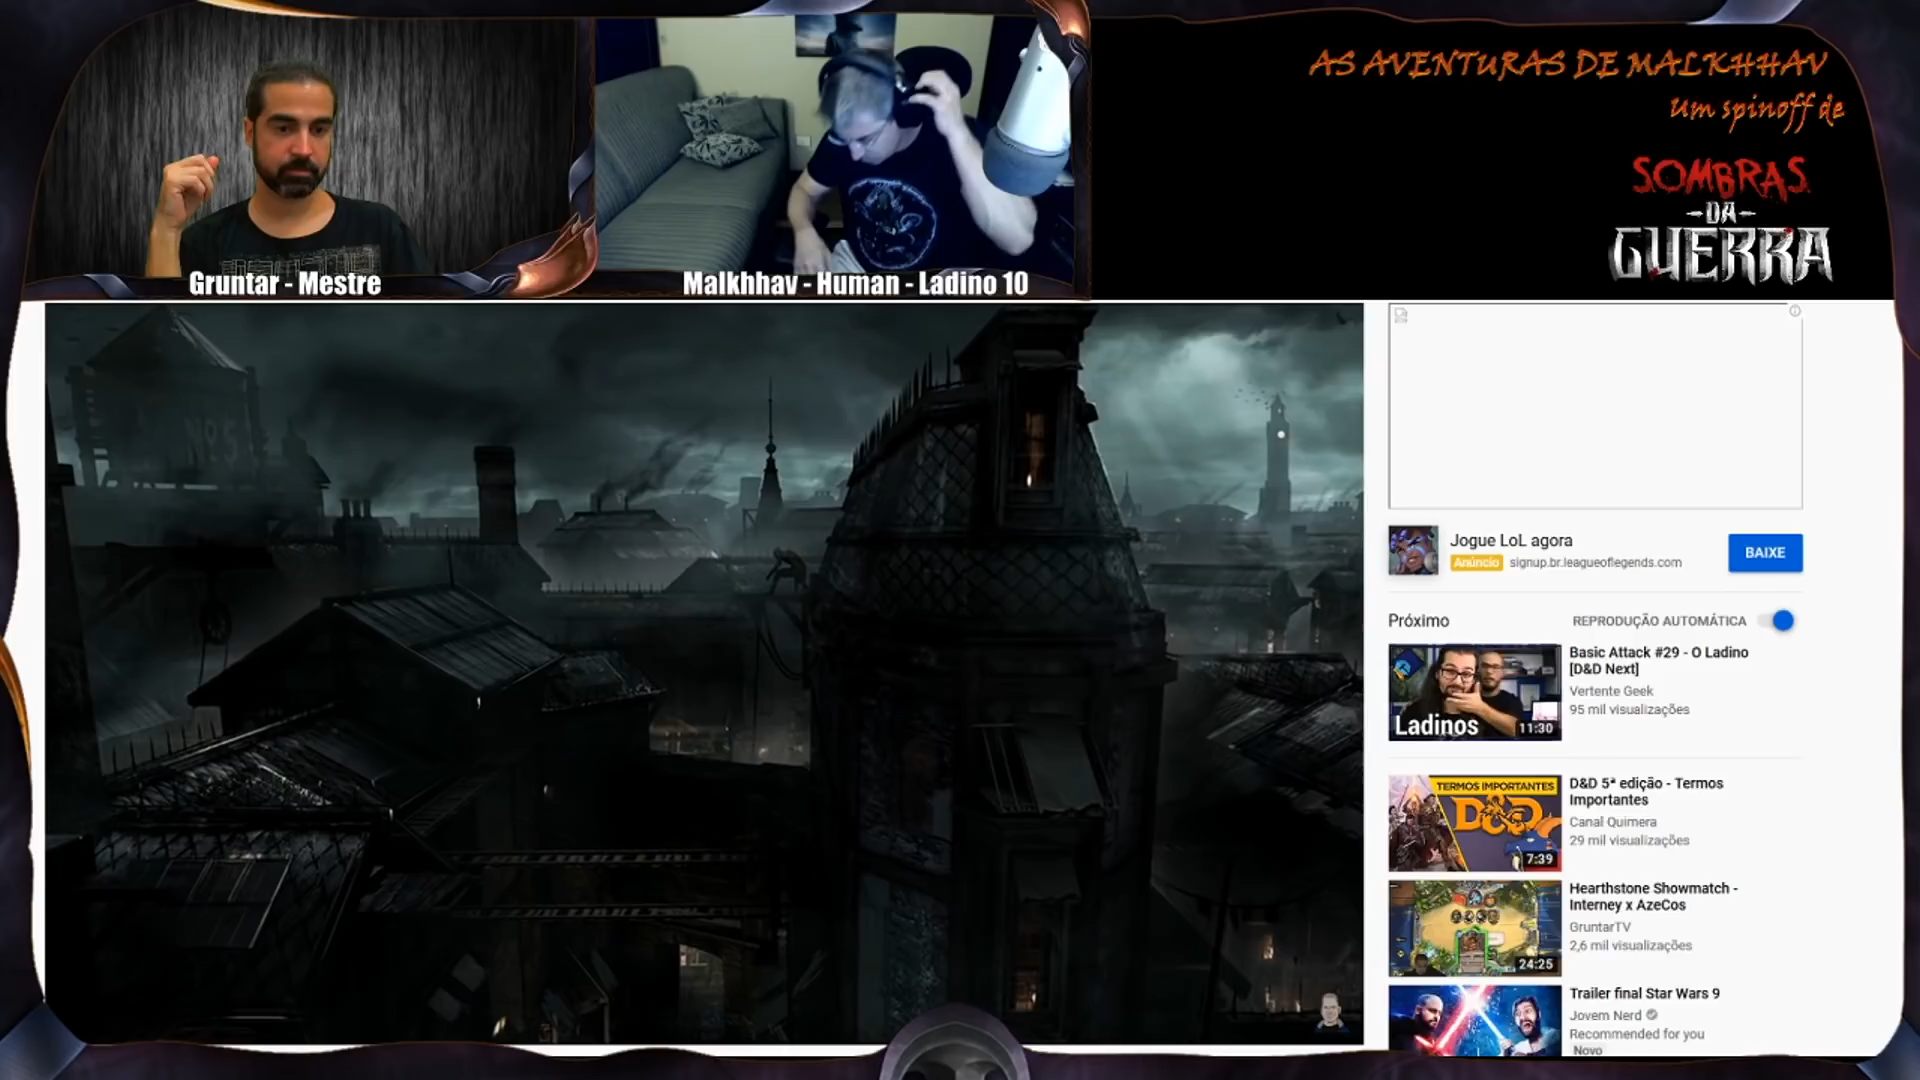 AS AVENTURAS DE MALKHHAV
Um spinoff de
SOMBRAS
-DA-
GUERRA
Gruntar - Mestre
Malkhhav - Human - Ladino 10
Nº5
Jogue LoL agora
Anúncio signup.br.leagueoflegends.com
BAIXE
Próximo
REPRODUÇÃO AUTOMÁTICA
Ladinos
11:30
Basic Attack #29 - O Ladino
[D&D Next]
Vertente Geek
95 mil visualizações
TERMOS IMPORTANTES
D&D
7:39
D&D 5ª edição - Termos
Importantes
Canal Quimera
29 mil visualizações
24:25
Hearthstone Showmatch -
Interney x AzeCos
GruntarTV
2,6 mil visualizações
Trailer final Star Wars 9
Jovem Nerd
Recommended for you
Novo